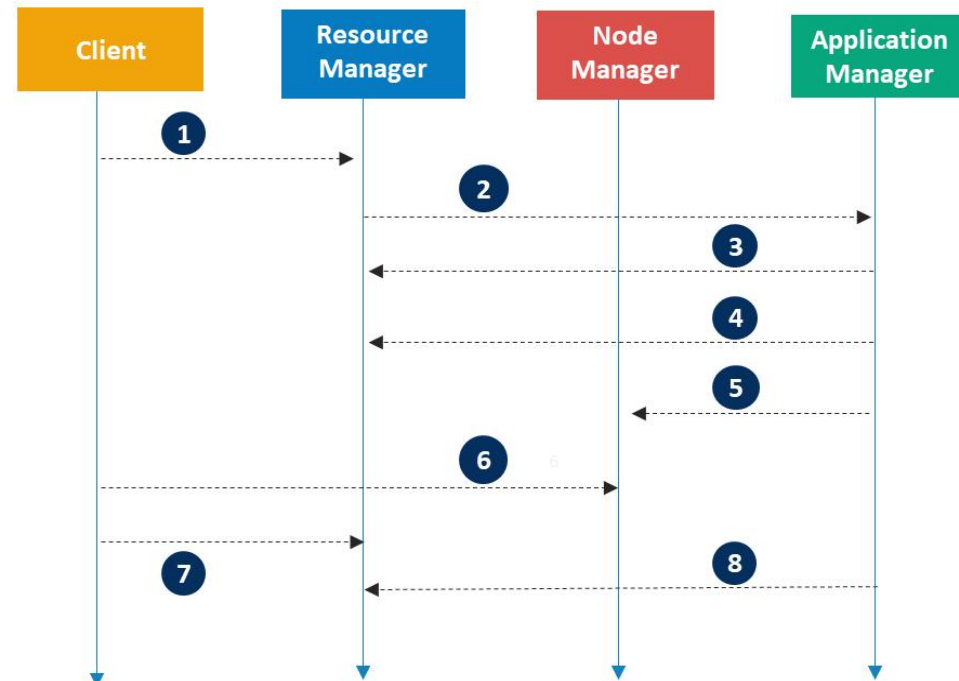 Client
Resource
Manager
Node
Manager
Application
Manager
1
2
3
4
5
6
6
7
8